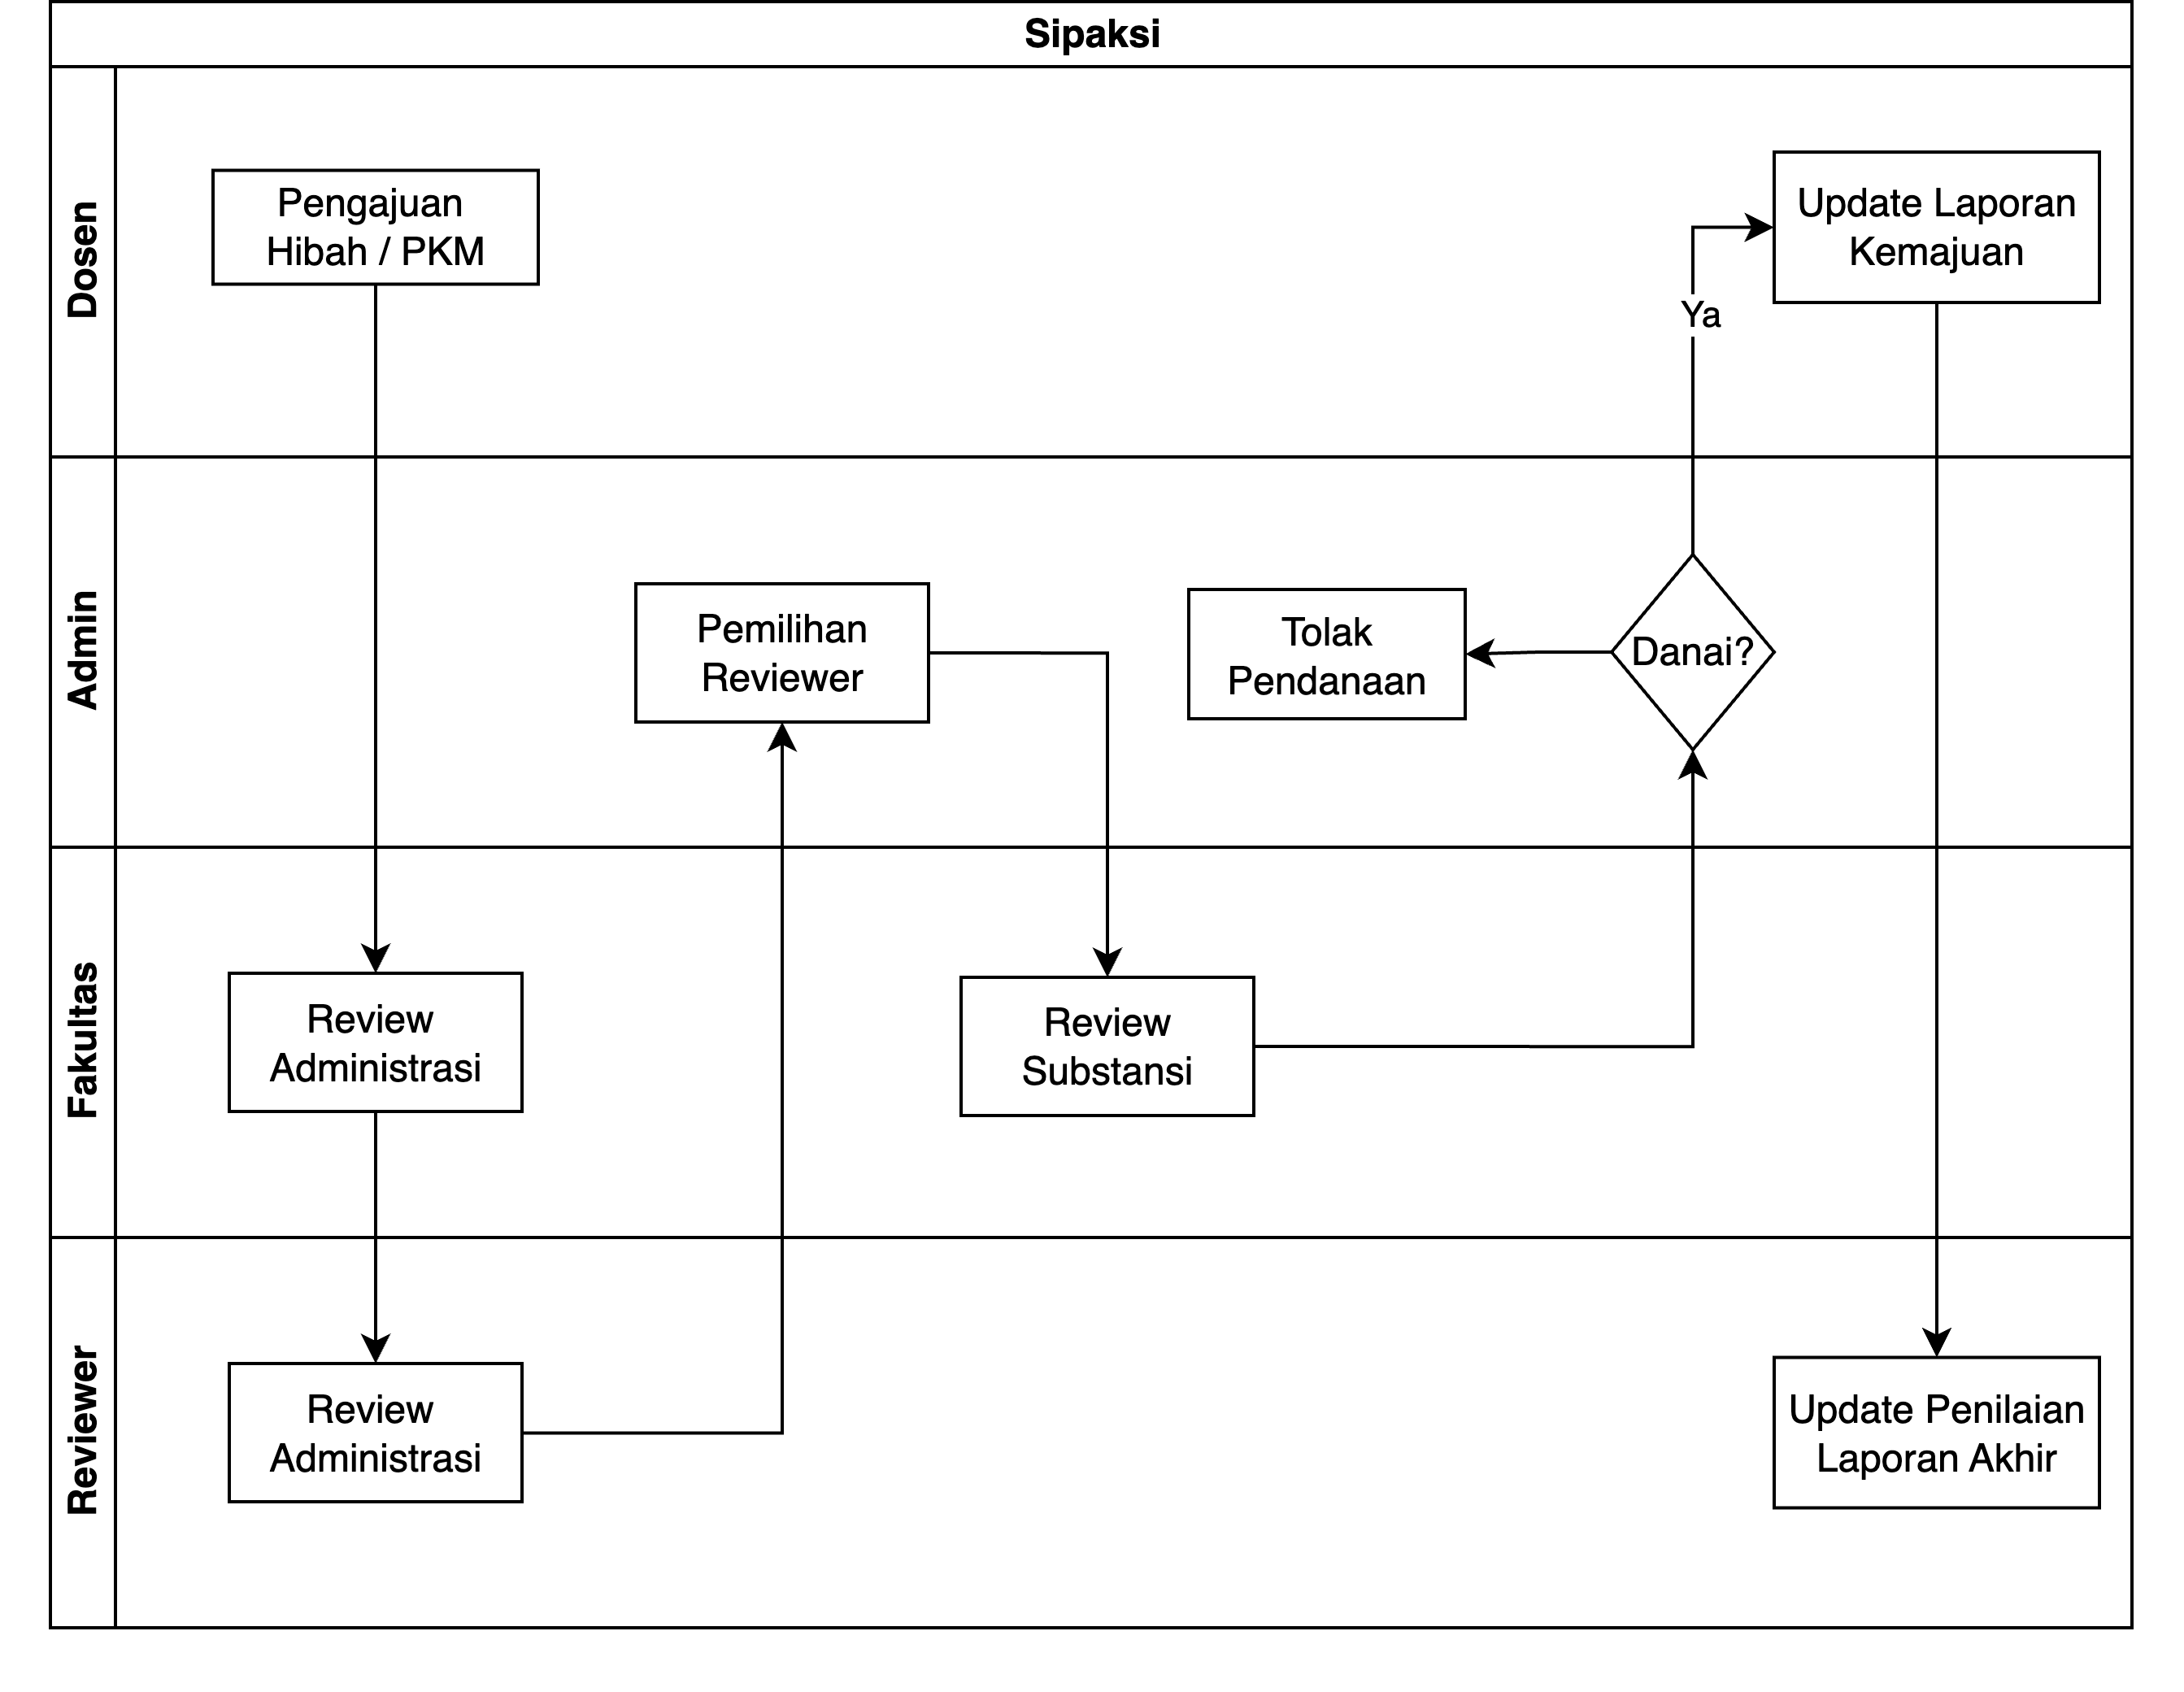 Sipaksi
Dosen
Pengajuan
Hibah / PKM
Update Laporan
Kemajuan
Ya
Admin
Pemilihan
Reviewer
Tolak
Pendanaan
Danai?
Fakultas
Review
Administrasi
Review
Substansi
Reviewer
Review
Administrasi
Update Penilaian
Laporan Akhir